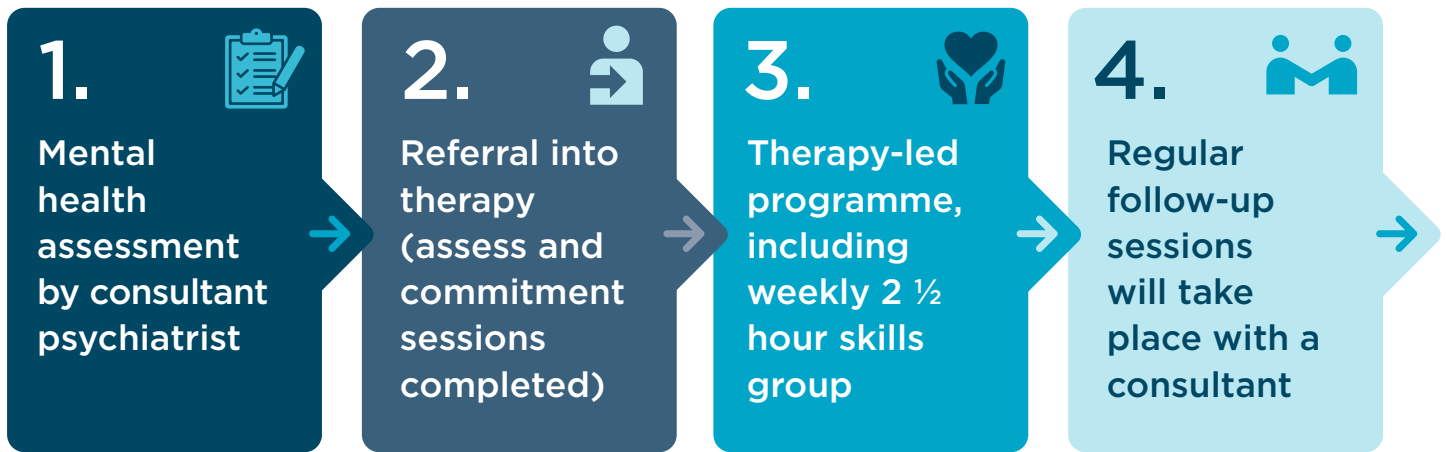 1.
Mental
health
assessment
by consultant
psychiatrist
2.
Referral into
therapy
(assess and
commitment
sessions
completed)
3.
Therapy-led
programme,
including
weekly 2 ½
hour skills
group
4.
Regular
follow-up
sessions
will take
place with a
consultant